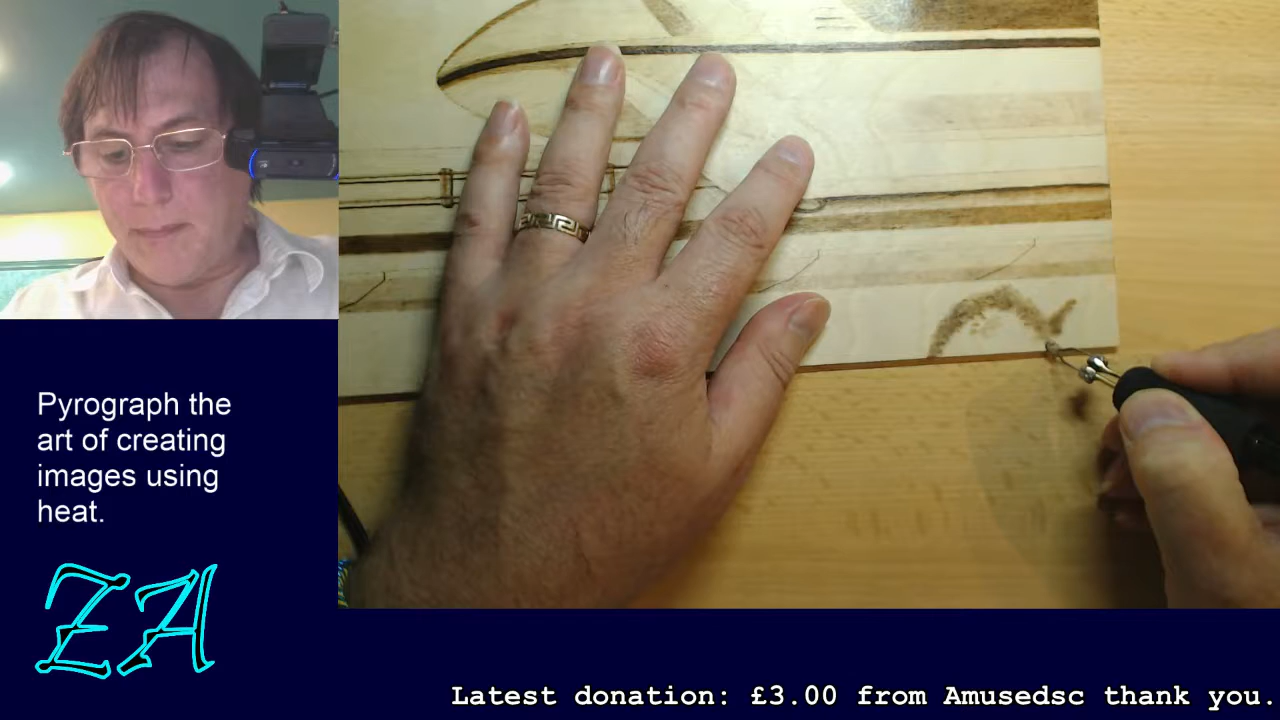 Pyrograph the
art of creating
images using
heat.
ZA
Latest donation: £3.00 from Amusedsc thank you.